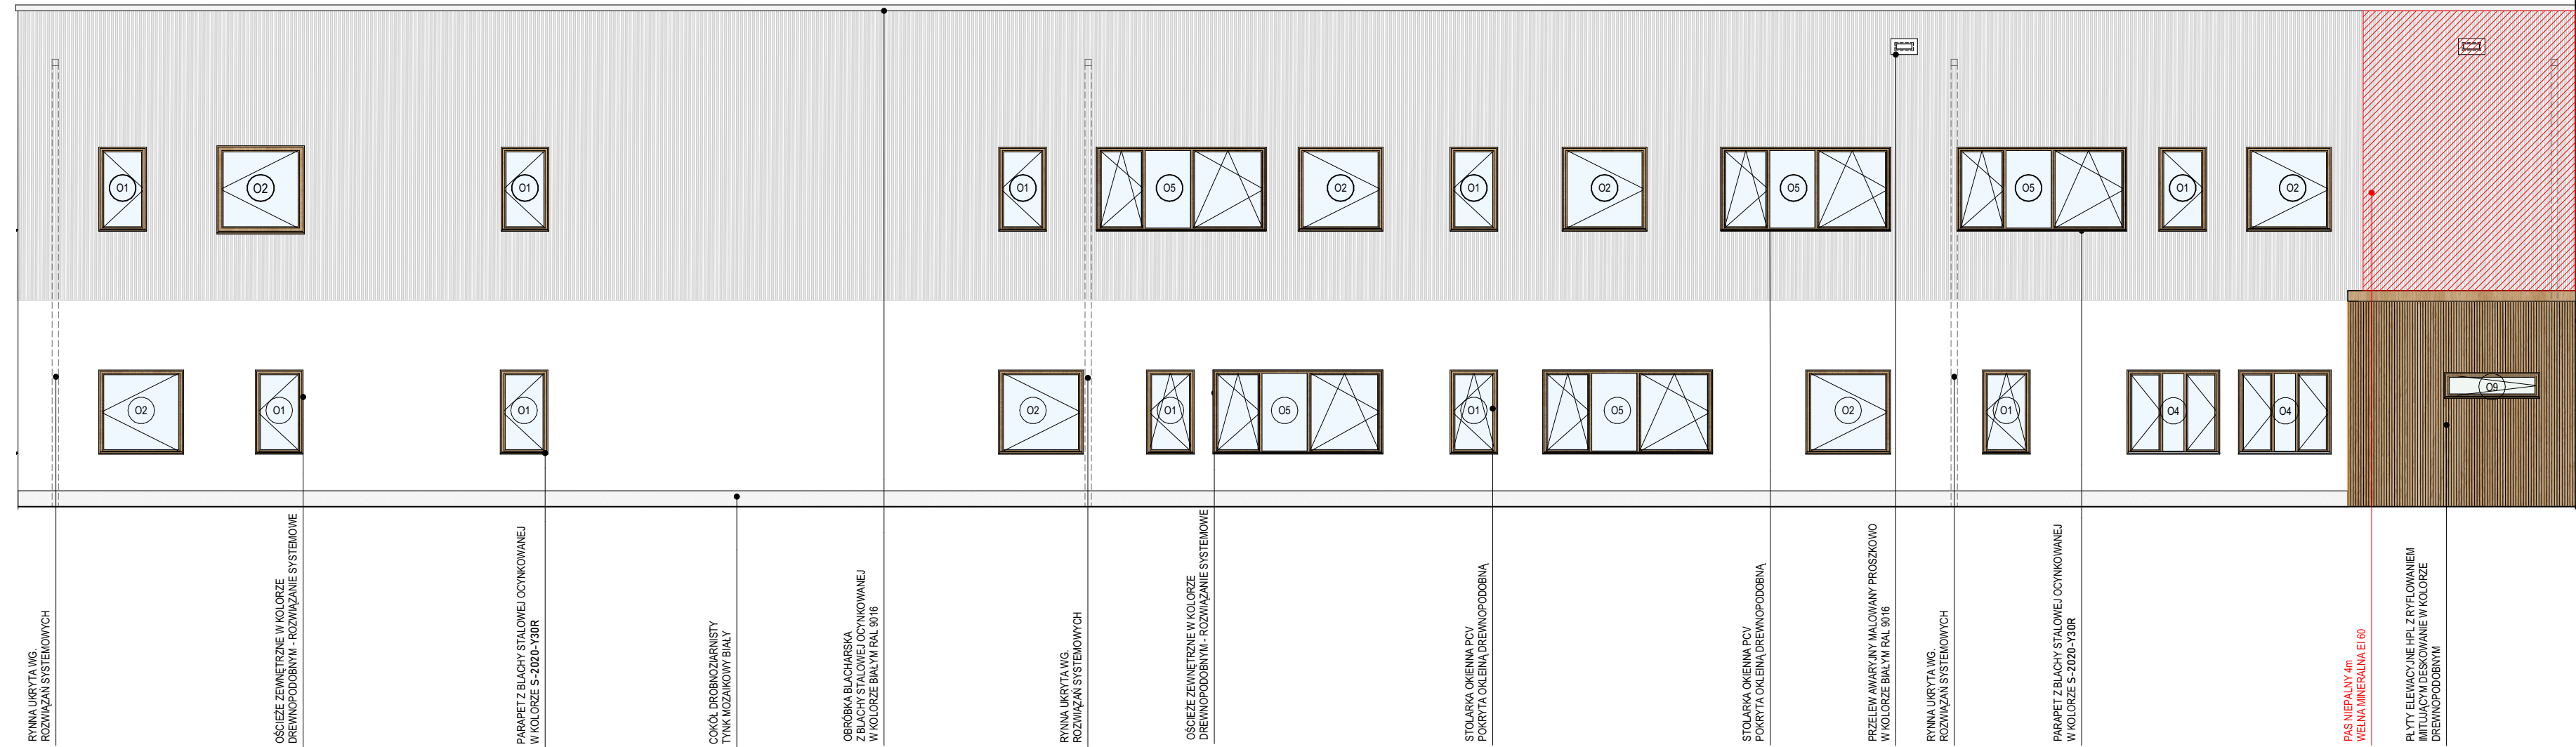 O1
O2
O1
O1
O5
O2
O1
O2
O5
O5
O1
O2
O2
O1
O1
O2
O1
O5
O1
O5
O2
O1
O4
O4
O9
RYNNA UKRYTA WG.
ROZWIĄZAŃ SYSTEMOWYCH
OŚCIEŻE ZEWNĘTRZNE W KOLORZE
DREWNOPODOBNYM - ROZWIĄZANIE SYSTEMOWE
PARAPET Z BLACHY STALOWEJ OCYNKOWANEJ
W KOLORZE S-2020-Y30R
COKÓŁ DROBNOZIARNISTY
TYNK MOZAIKOWY BIAŁY
OBRÓBKA BLACHARSKA
Z BLACHY STALOWEJ OCYNKOWANEJ
W KOLORZE BIAŁYM RAL 9016
RYNNA UKRYTA WG.
ROZWIĄZAŃ SYSTEMOWYCH
OŚCIEŻE ZEWNĘTRZNE W KOLORZE
DREWNOPODOBNYM - ROZWIĄZANIE SYSTEMOWE
STOLARKA OKIENNA PCV
POKRYTA OKLEINĄ DREWNOPODOBNĄ
STOLARKA OKIENNA PCV
POKRYTA OKLEINĄ DREWNOPODOBNĄ
PRZELEW AWARYJNY MALOWANY PROSZKOWO
W KOLORZE BIAŁYM RAL 9016
RYNNA UKRYTA WG.
ROZWIĄZAŃ SYSTEMOWYCH
PARAPET Z BLACHY STALOWEJ OCYNKOWANEJ
W KOLORZE S-2020-Y30R
PAS NIEPALNY 4m
WEŁNA MINERALNA EI 60
PŁYTY ELEWACYJNE HPL Z RYFLOWANIEM
IMITUJĄCYM DESKOWANIE W KOLORZE
DREWNOPODOBNYM